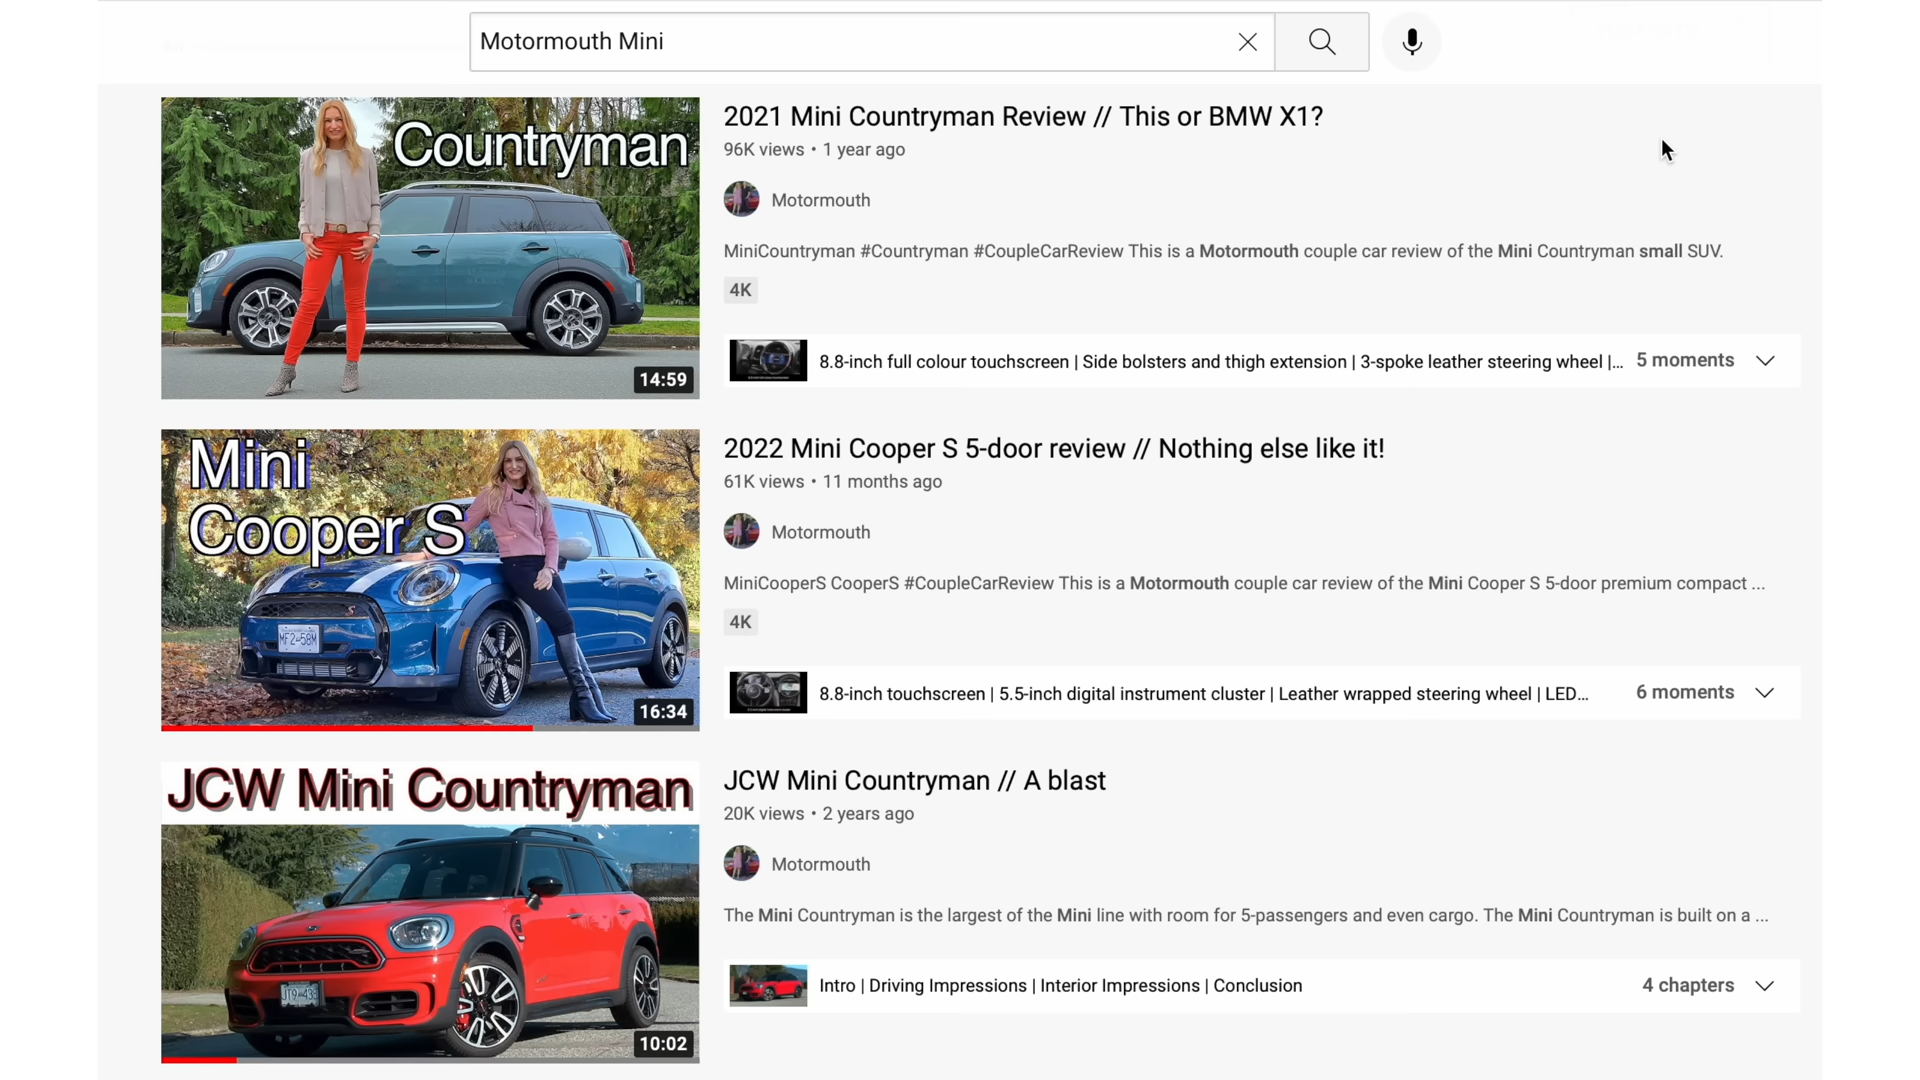 Motormouth Mini
Countryman
14:59
2021 Mini Countryman Review // This or BMW X1?
96K views • 1 year ago
Motormouth
MiniCountryman #Countryman #CoupleCarReview This is a Motormouth couple car review of the Mini Countryman small SUV.
4K
8.8-inch full colour touchscreen | Side bolsters and thigh extension | 3-spoke leather steering wheel |...
5 moments
Mini
Cooper S
MF2-58M
16:34
2022 Mini Cooper S 5-door review // Nothing else like it!
61K views • 11 months ago
Motormouth
MiniCooperS CooperS #CoupleCarReview This is a Motormouth couple car review of the Mini Cooper S 5-door premium compact ...
4K
8.8-inch touchscreen | 5.5-inch digital instrument cluster | Leather wrapped steering wheel | LED...
6 moments
JCW Mini Countryman
10:02
JCW Mini Countryman // A blast
20K views • 2 years ago
Motormouth
The Mini Countryman is the largest of the Mini line with room for 5-passengers and even cargo. The Mini Countryman is built on a ...
Intro | Driving Impressions | Interior Impressions | Conclusion
4 chapters